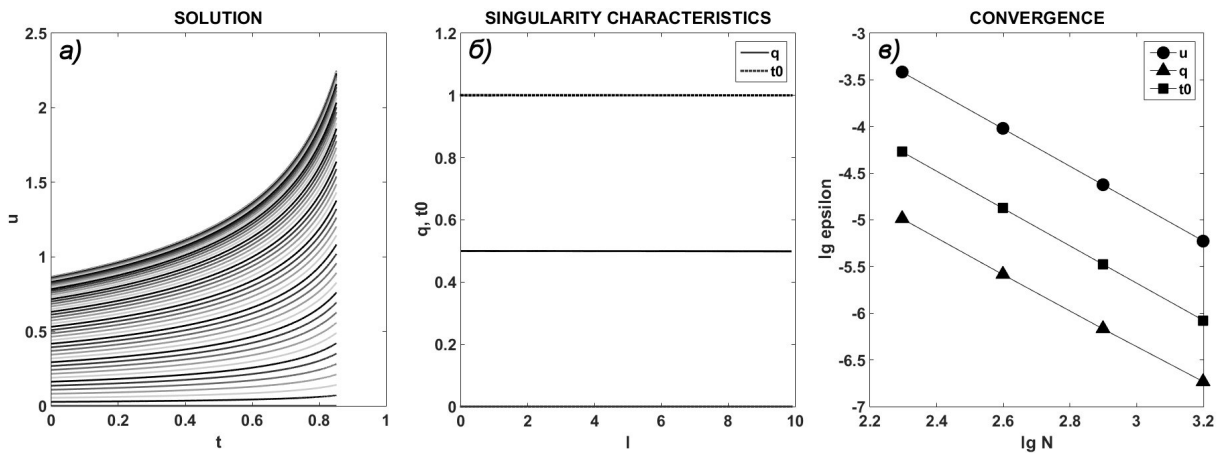 SOLUTION
а)
2.5
2
1.5
1
0.5
0
u
0 0.2 0.4 0.6 0.8 1
t
SINGULARITY CHARACTERISTICS
б)
q
t0
1.2
1
0.8
0.6
0.4
0.2
0
q, t0
0 2 4 6 8 10
l
CONVERGENCE
в)
u
q
t0
-3
-3.5
-4
-4.5
-5
-5.5
-6
-6.5
-7
lg epsilon
2.2 2.4 2.6 2.8 3 3.2
lg N